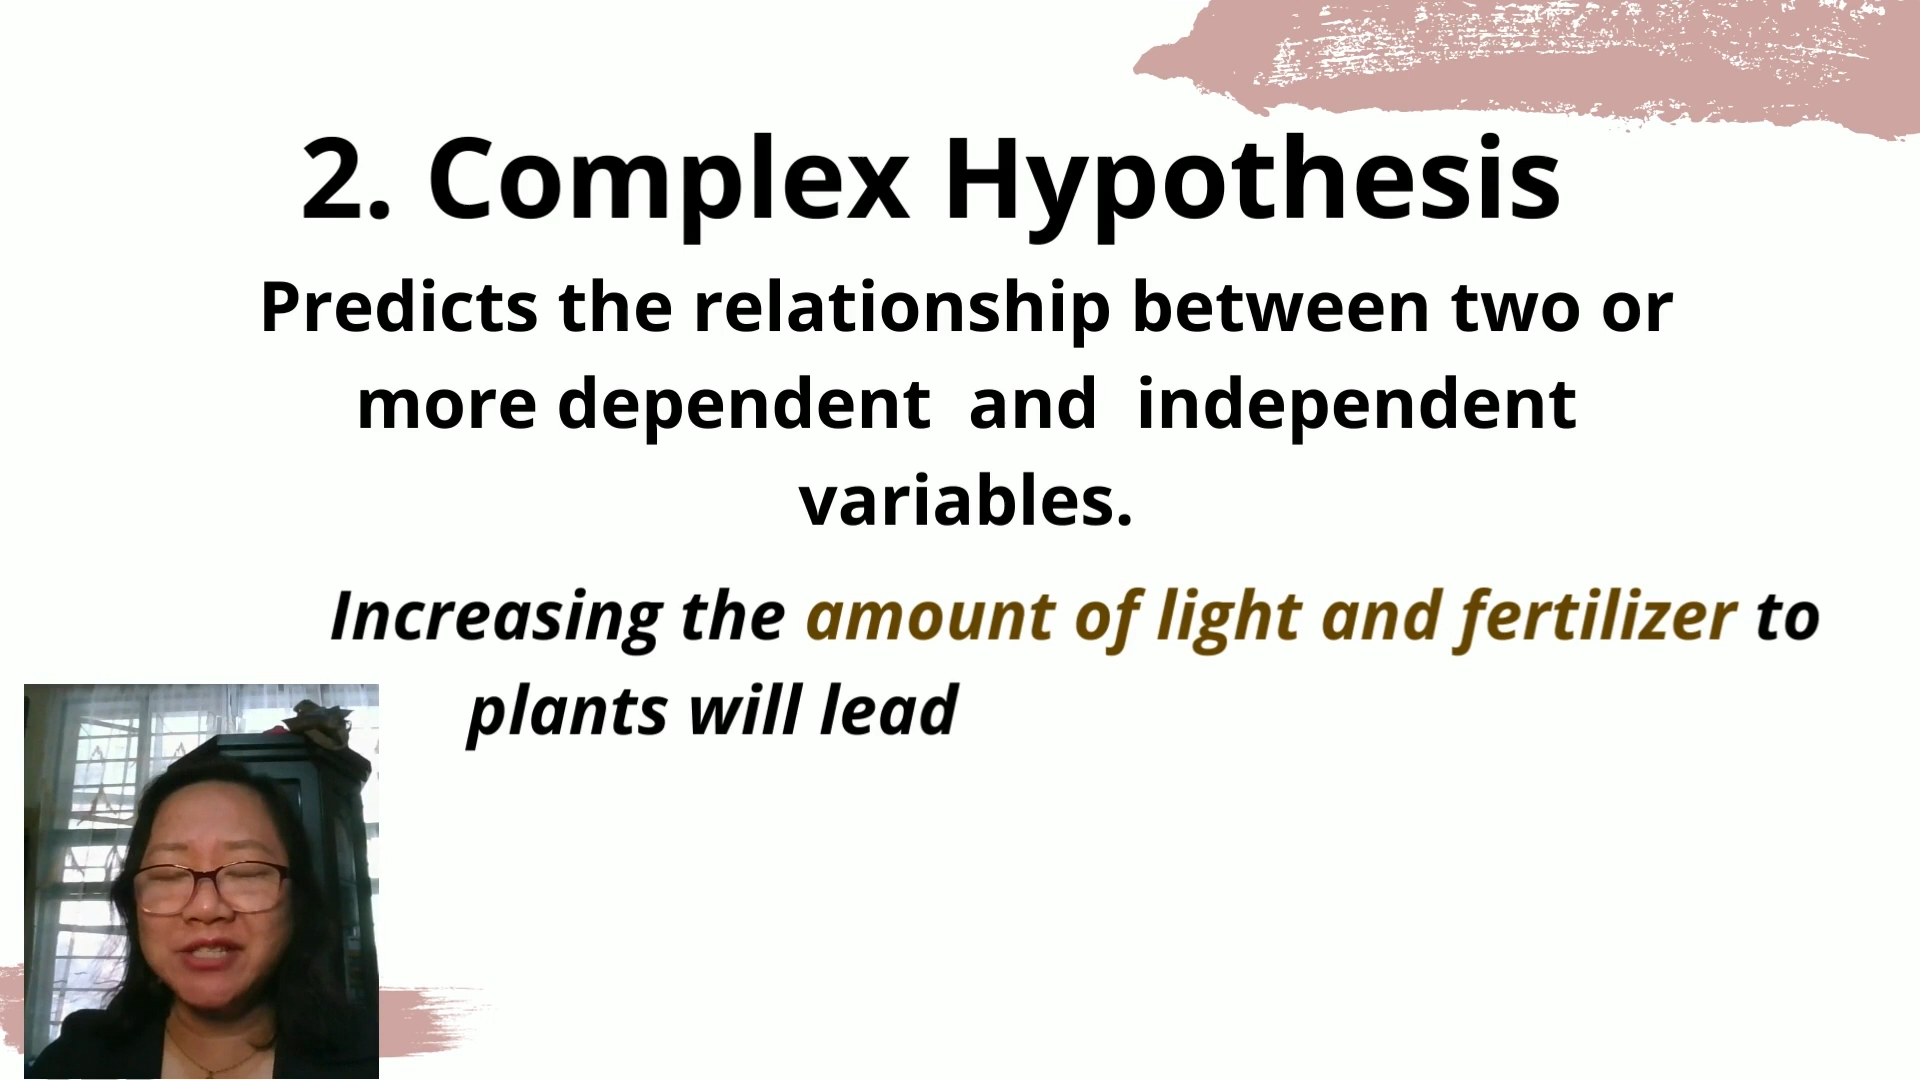 2. Complex Hypothesis
Predicts the relationship between two or
more dependent and independent
variables.
Increasing the amount of light and fertilizer to
plants will lead